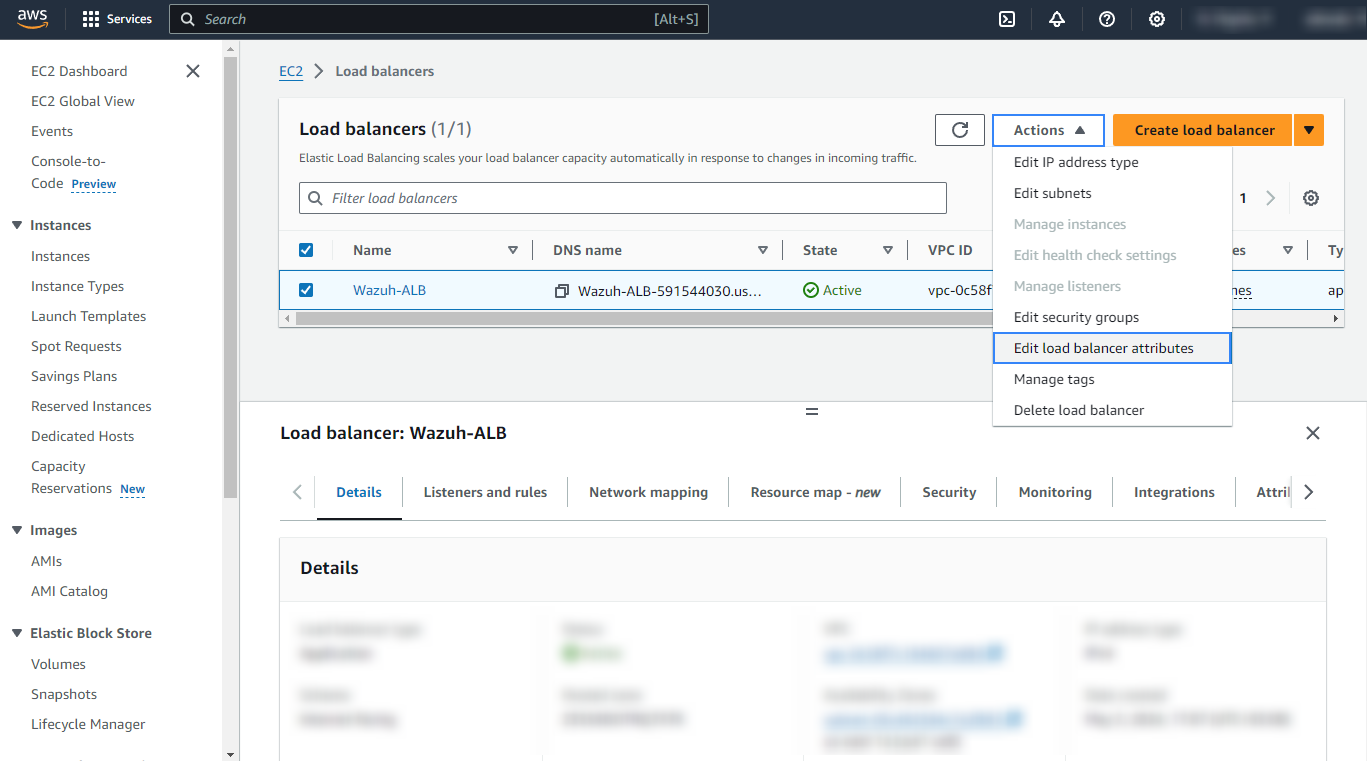 aws
Services
Search
[Alt+S]
EC2 Dashboard
EC2 Global View
Events
Console-to-
Code Preview
Instances
Instances
Instance Types
Launch Templates
Spot Requests
Savings Plans
Reserved Instances
Dedicated Hosts
Capacity
Reservations New
Images
AMIs
AMI Catalog
Elastic Block Store
Volumes
Snapshots
Lifecycle Manager
EC2 Load balancers
Load balancers (1/1)
Actions
Create load balancer
Elastic Load Balancing scales your load balancer capacity automatically in response to changes in incoming traffic.
Filter load balancers
1
Name DNS name State VPC ID es Ty
Wazuh-ALB Wazuh-ALB-591544030.us... Active vpc-0c58f nes ap
Edit IP address type
Edit subnets
Manage instances
Edit health check settings
Manage listeners
Edit security groups
Edit load balancer attributes
Manage tags
Delete load balancer
Load balancer: Wazuh-ALB
Details Listeners and rules Network mapping Resource map - new Security Monitoring Integrations Attri
Details